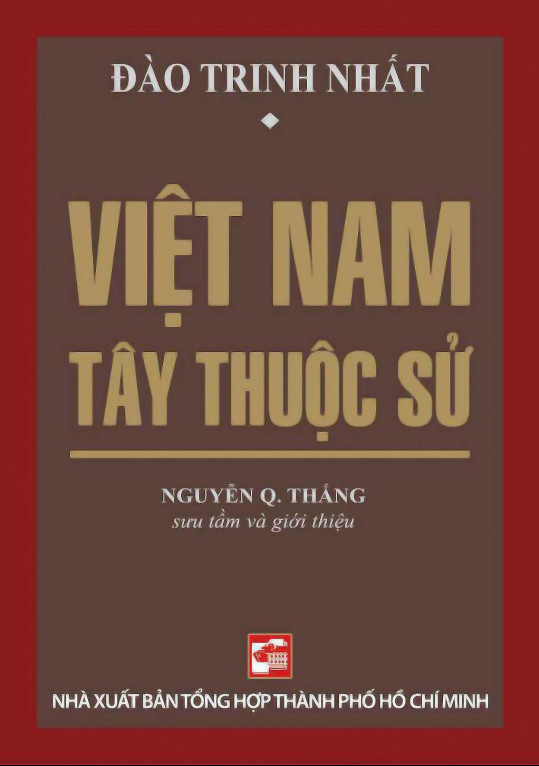 ĐÀO TRINH NHẤT
VIỆT NAM
TÂY THUỘC SỬ
NGUYỄN Q. THẮNG
sưu tầm và giới thiệu
NHÀ XUẤT BẢN TỔNG HỢP THÀNH PHỐ HỒ CHÍ MINH